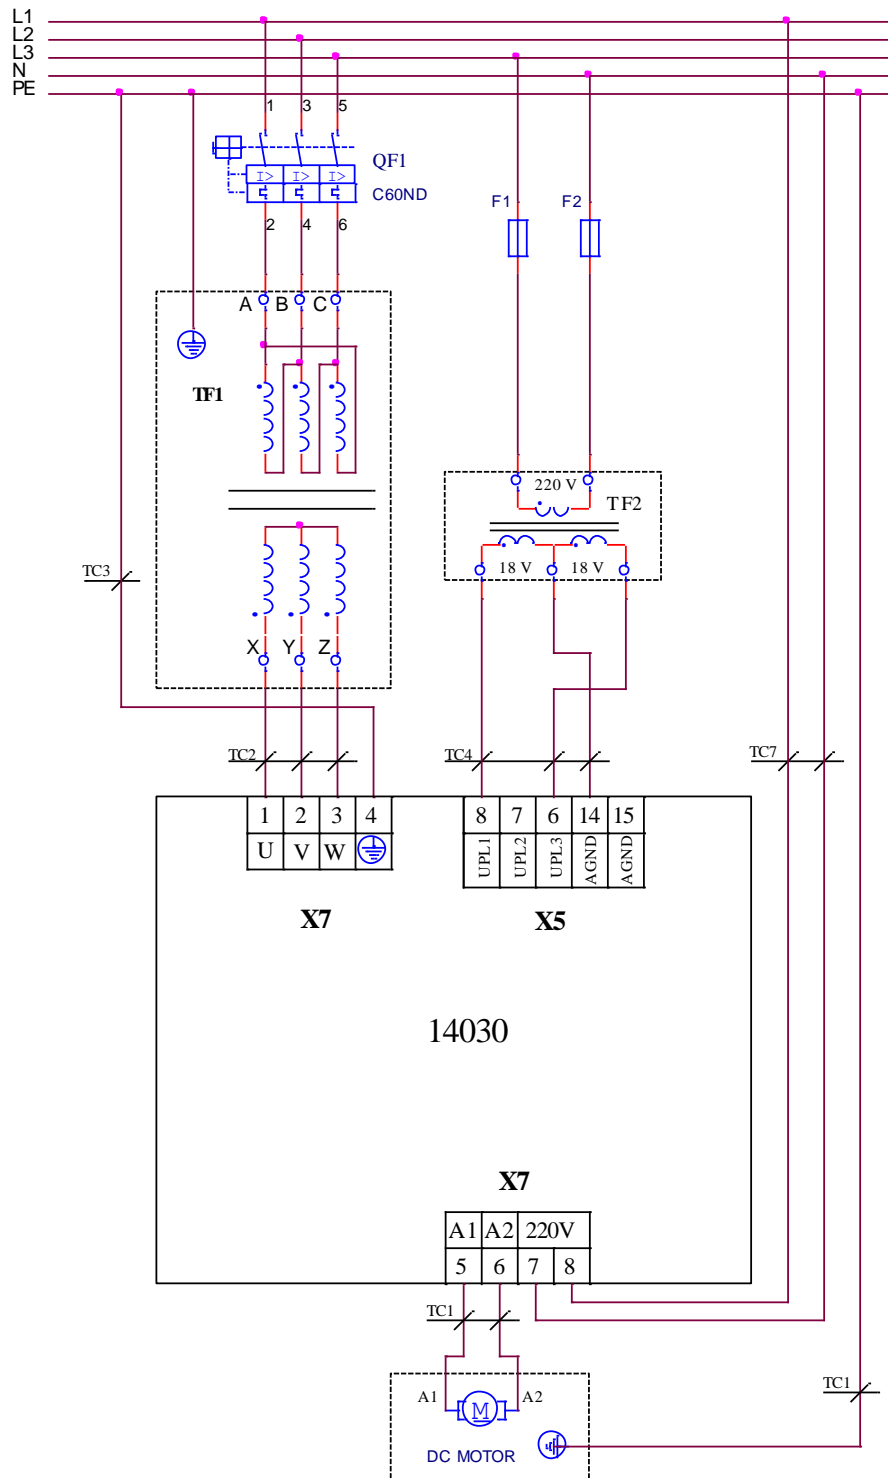 L1
L2
L3
N
PE
1 3 5
QF1
I> I> I>
C60ND
2 4 6
F1 F2
A B C
TF1
220 V
TF2
18 V 18 V
TC3
X Y Z
TC2 TC4 TC7
1 2 3 4
U V W
8 7 6 14 15
UPL1 UPL2 UPL3 AGND AGND
X7 X5
14030
X7
A1 A2 220V
5 6 7 8
TC1
TC1
A1 A2
M
DC MOTOR